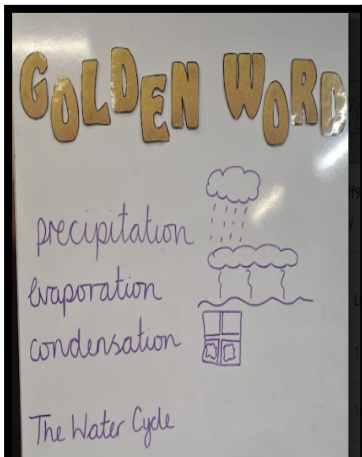 GOLDEN WORD
precipitation
evaporation
condensation
The Water Cycle